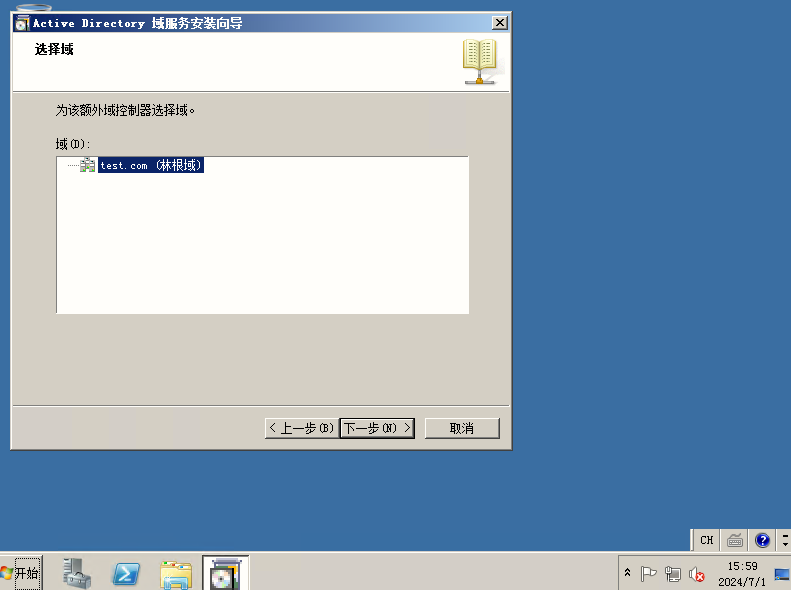 Active Directory 域服务安装向导
选择域
为该额外域控制器选择域。
域(D):
test.com (林根域)
< 上一步(B)
下一步(N) >
取消
CH
开始
15:59
2024/7/1